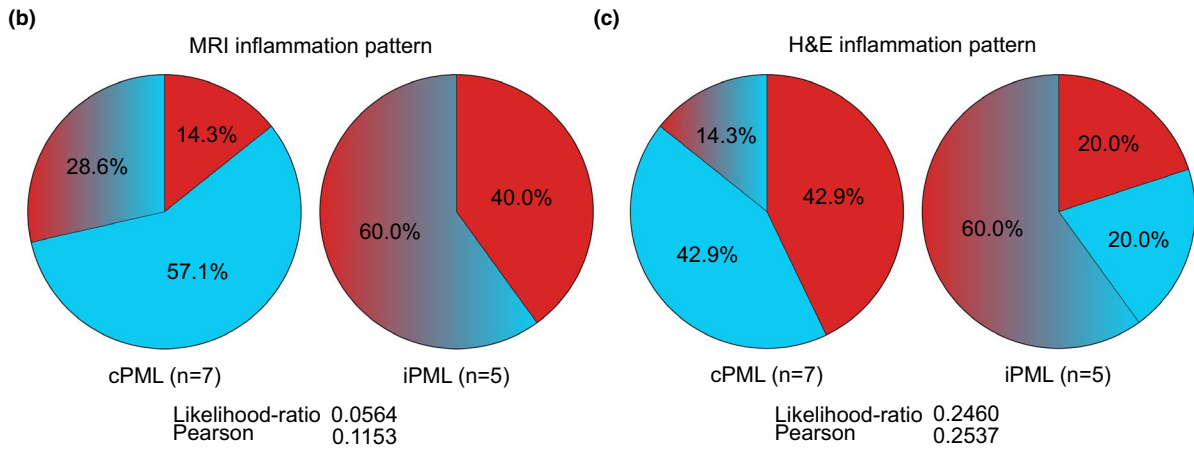 (b)
MRI inflammation pattern
14.3%
28.6%
57.1%
cPML (n=7)
40.0%
60.0%
iPML (n=5)
Likelihood-ratio 0.0564
Pearson 0.1153
(c)
H&E inflammation pattern
14.3%
42.9%
42.9%
cPML (n=7)
20.0%
60.0%
20.0%
iPML (n=5)
Likelihood-ratio 0.2460
Pearson 0.2537